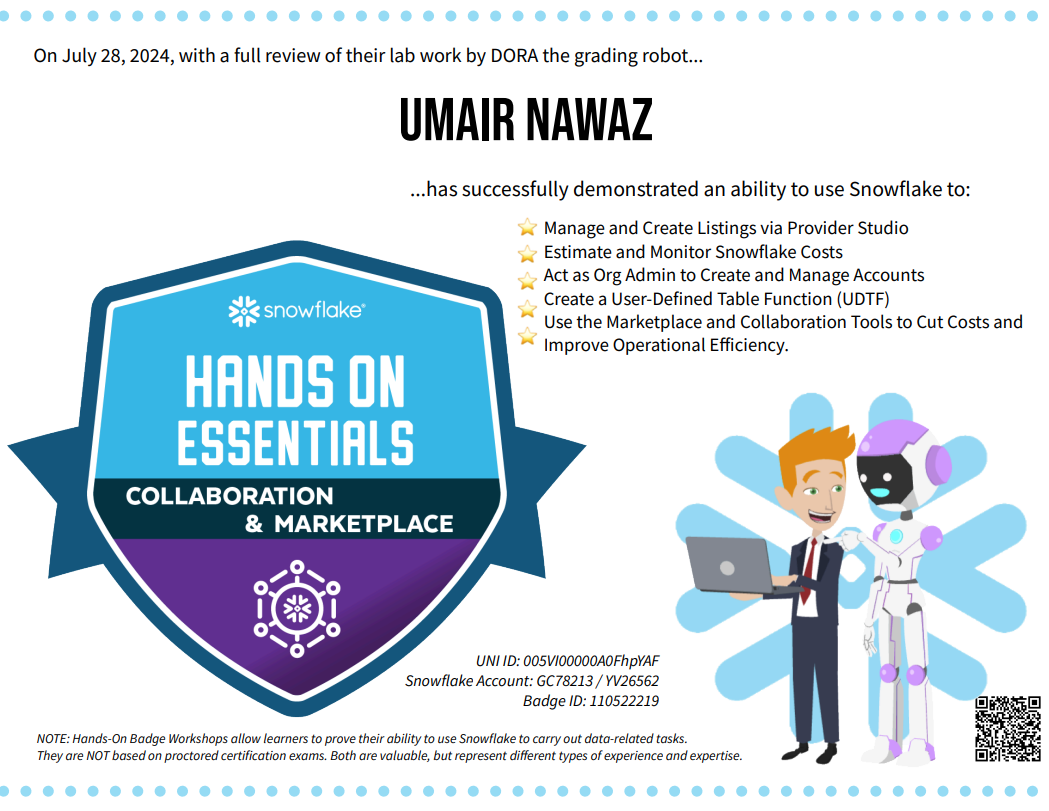 On July 28, 2024, with a full review of their lab work by DORA the grading robot...
UMAIR NAWAZ
...has successfully demonstrated an ability to use Snowflake to:
Manage and Create Listings via Provider Studio
Estimate and Monitor Snowflake Costs
Act as Org Admin to Create and Manage Accounts
Create a User-Defined Table Function (UDTF)
Use the Marketplace and Collaboration Tools to Cut Costs and
Improve Operational Efficiency.
snowflake®
HANDS ON
ESSENTIALS
COLLABORATION
& MARKETPLACE
UNI ID: 005VI00000A0FhpYAF
Snowflake Account: GC78213 / YV26562
Badge ID: 110522219
NOTE: Hands-On Badge Workshops allow learners to prove their ability to use Snowflake to carry out data-related tasks.
They are NOT based on proctored certification exams. Both are valuable, but represent different types of experience and expertise.